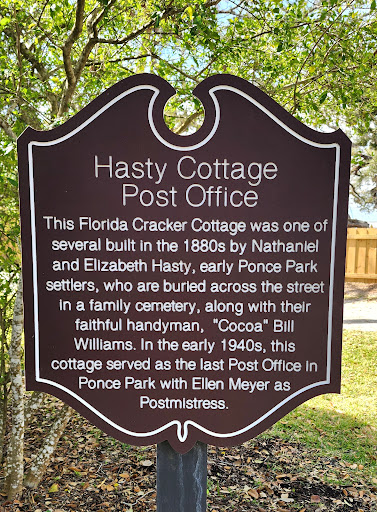 Hasty Cottage
Post Office
This Florida Cracker Cottage was one of
several built in the 1880s by Nathaniel
and Elizabeth Hasty, early Ponce Park
settlers, who are buried across the street
in a family cemetery, along with their
faithful handyman, "Cocoa" Bill
Williams. In the early 1940s, this
cottage served as the last Post Office in
Ponce Park with Ellen Meyer as
Postmistress.